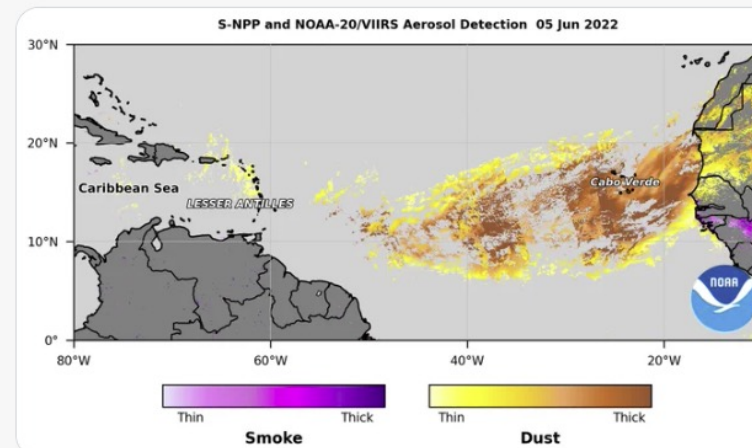 S-NPP and NOAA-20/VIIRS Aerosol Detection 05 Jun 2022
30°N
20°N
Caribbean Sea
LESSER ANTILLES
Cabo Verde
10°N
NOAA
0°
80°W 60°W 40°W 20°W
Thin Thick Thin Thick
Smoke Dust